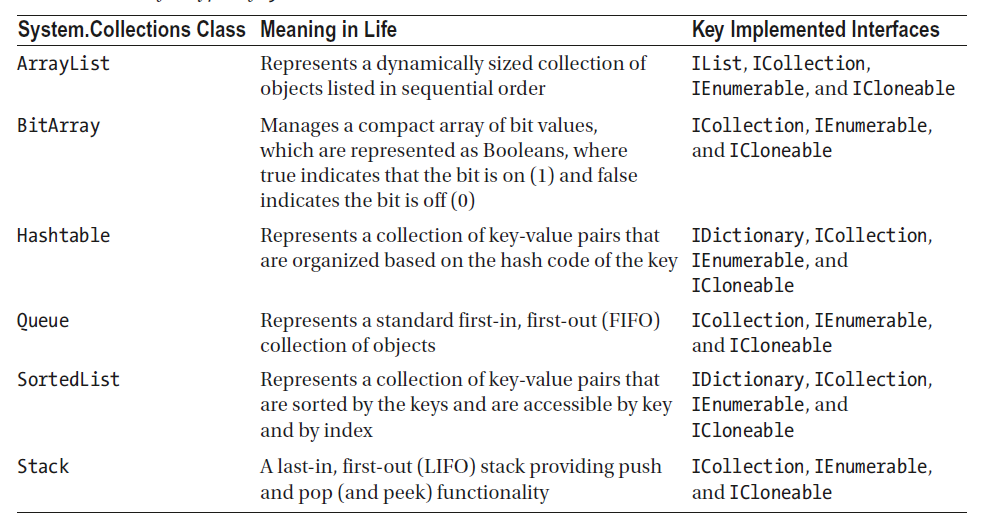 System.Collections Class Meaning in Life Key Implemented Interfaces
ArrayList Represents a dynamically sized collection of IList, ICollection,
objects listed in sequential order IEnumerable, and ICloneable
BitArray Manages a compact array of bit values, ICollection, IEnumerable,
which are represented as Booleans, where and ICloneable
true indicates that the bit is on (1) and false
indicates the bit is off (0)
Hashtable Represents a collection of key-value pairs that IDictionary, ICollection,
are organized based on the hash code of the key IEnumerable, and
ICloneable
Queue Represents a standard first-in, first-out (FIFO) ICollection, IEnumerable,
collection of objects and ICloneable
SortedList Represents a collection of key-value pairs that IDictionary, ICollection,
are sorted by the keys and are accessible by key IEnumerable, and
and by index ICloneable
Stack A last-in, first-out (LIFO) stack providing push ICollection, IEnumerable,
and pop (and peek) functionality and ICloneable